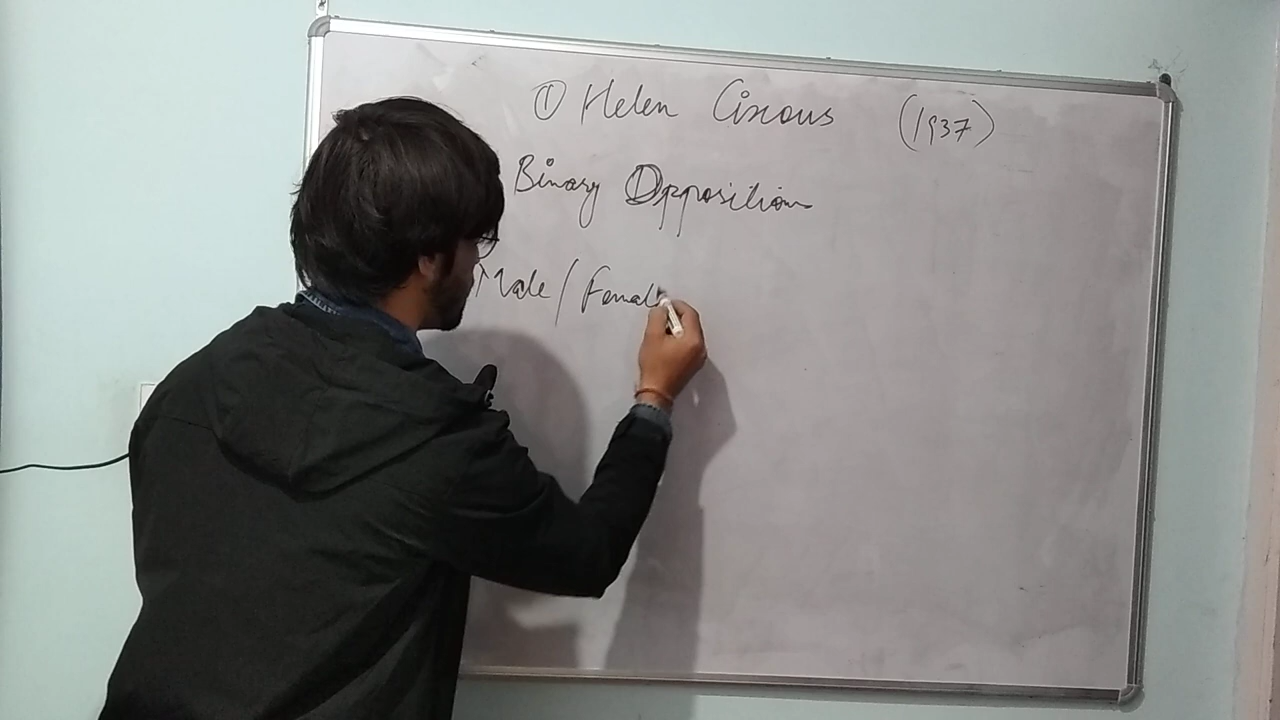 ① Helen Cixous (1937)
Binary Opposition
Male / Female